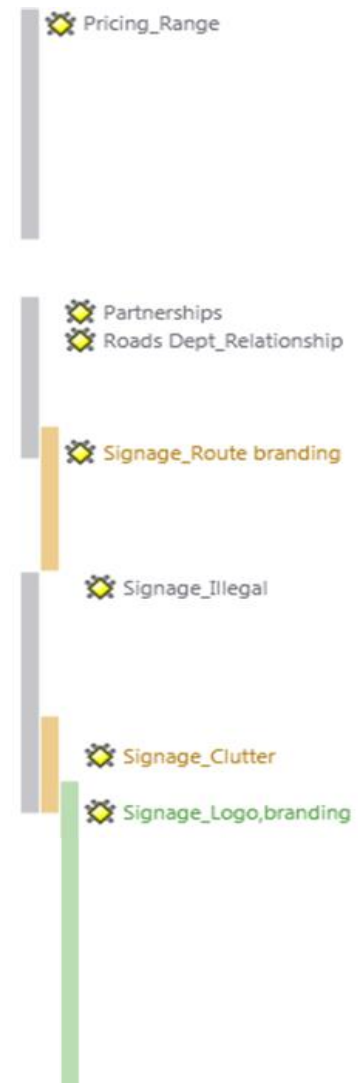 Pricing_Range
Partnerships
Roads Dept_Relationship
Signage_Route branding
Signage_Illegal
Signage_Clutter
Signage_Logo,branding